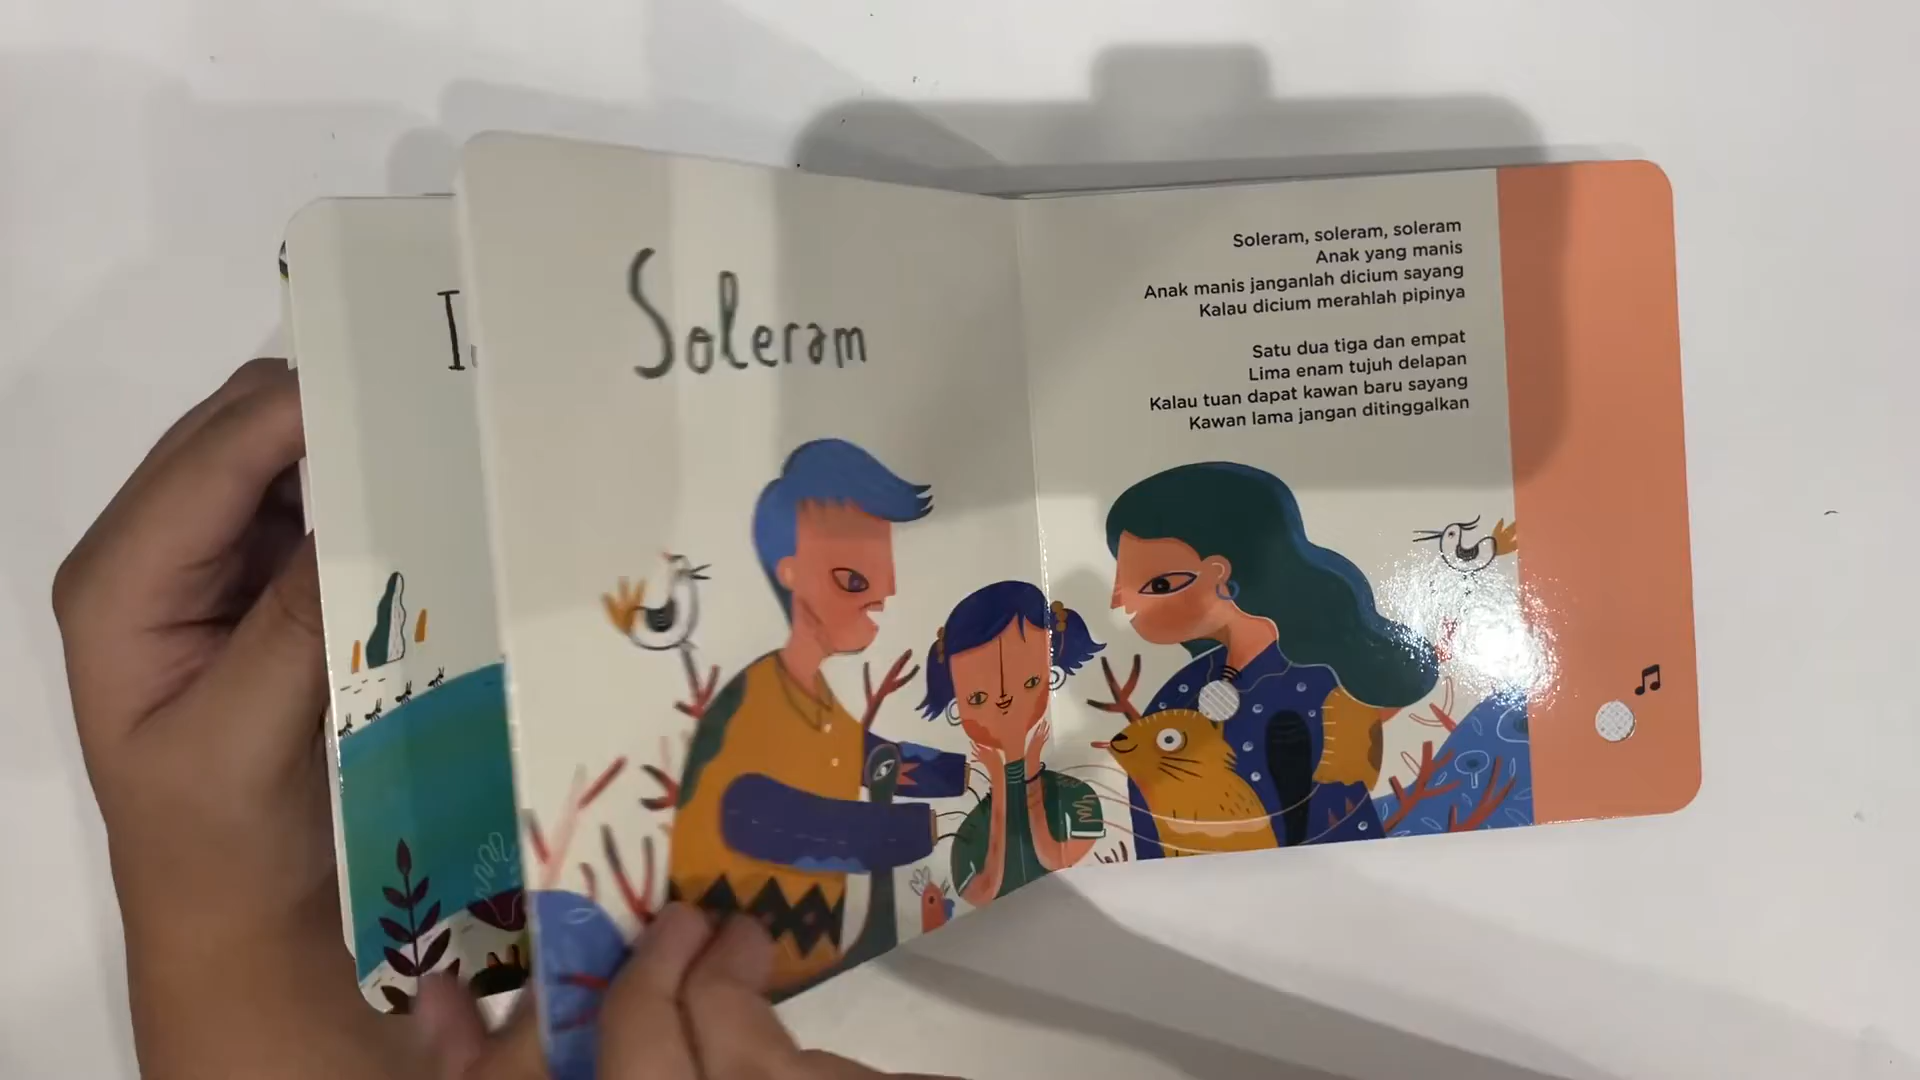 Soleram
Soleram, soleram, soleram
Anak yang manis
Anak manis janganlah dicium sayang
Kalau dicium merahlah pipinya
Satu dua tiga dan empat
Lima enam tujuh delapan
Kalau tuan dapat kawan baru sayang
Kawan lama jangan ditinggalkan